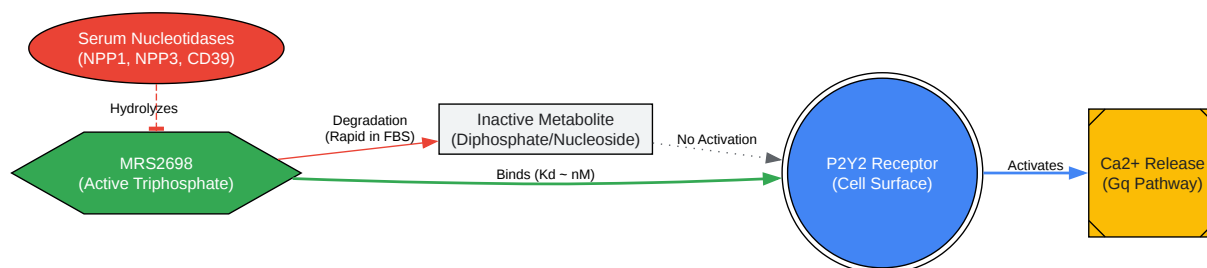 Serum Nucleotidases
(NPP1, NPP3, CD39)
Hydrolyzes
MRS2698
(Active Triphosphate)
Degradation
(Rapid in FBS)
Inactive Metabolite
(Diphosphate/Nucleoside)
No Activation
Binds (Kd ~ nM)
P2Y2 Receptor
(Cell Surface)
Activates
Ca2+ Release
(Gq Pathway)